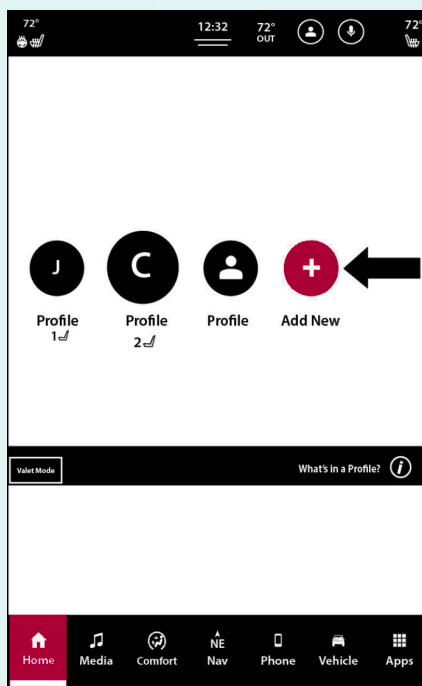 72° 12:32 72° 72°
OUT
J C
Profile Profile Profile Add New
1 2
Valet Mode What's in a Profile? i
NE
Home Media Comfort Nav Phone Vehicle Apps